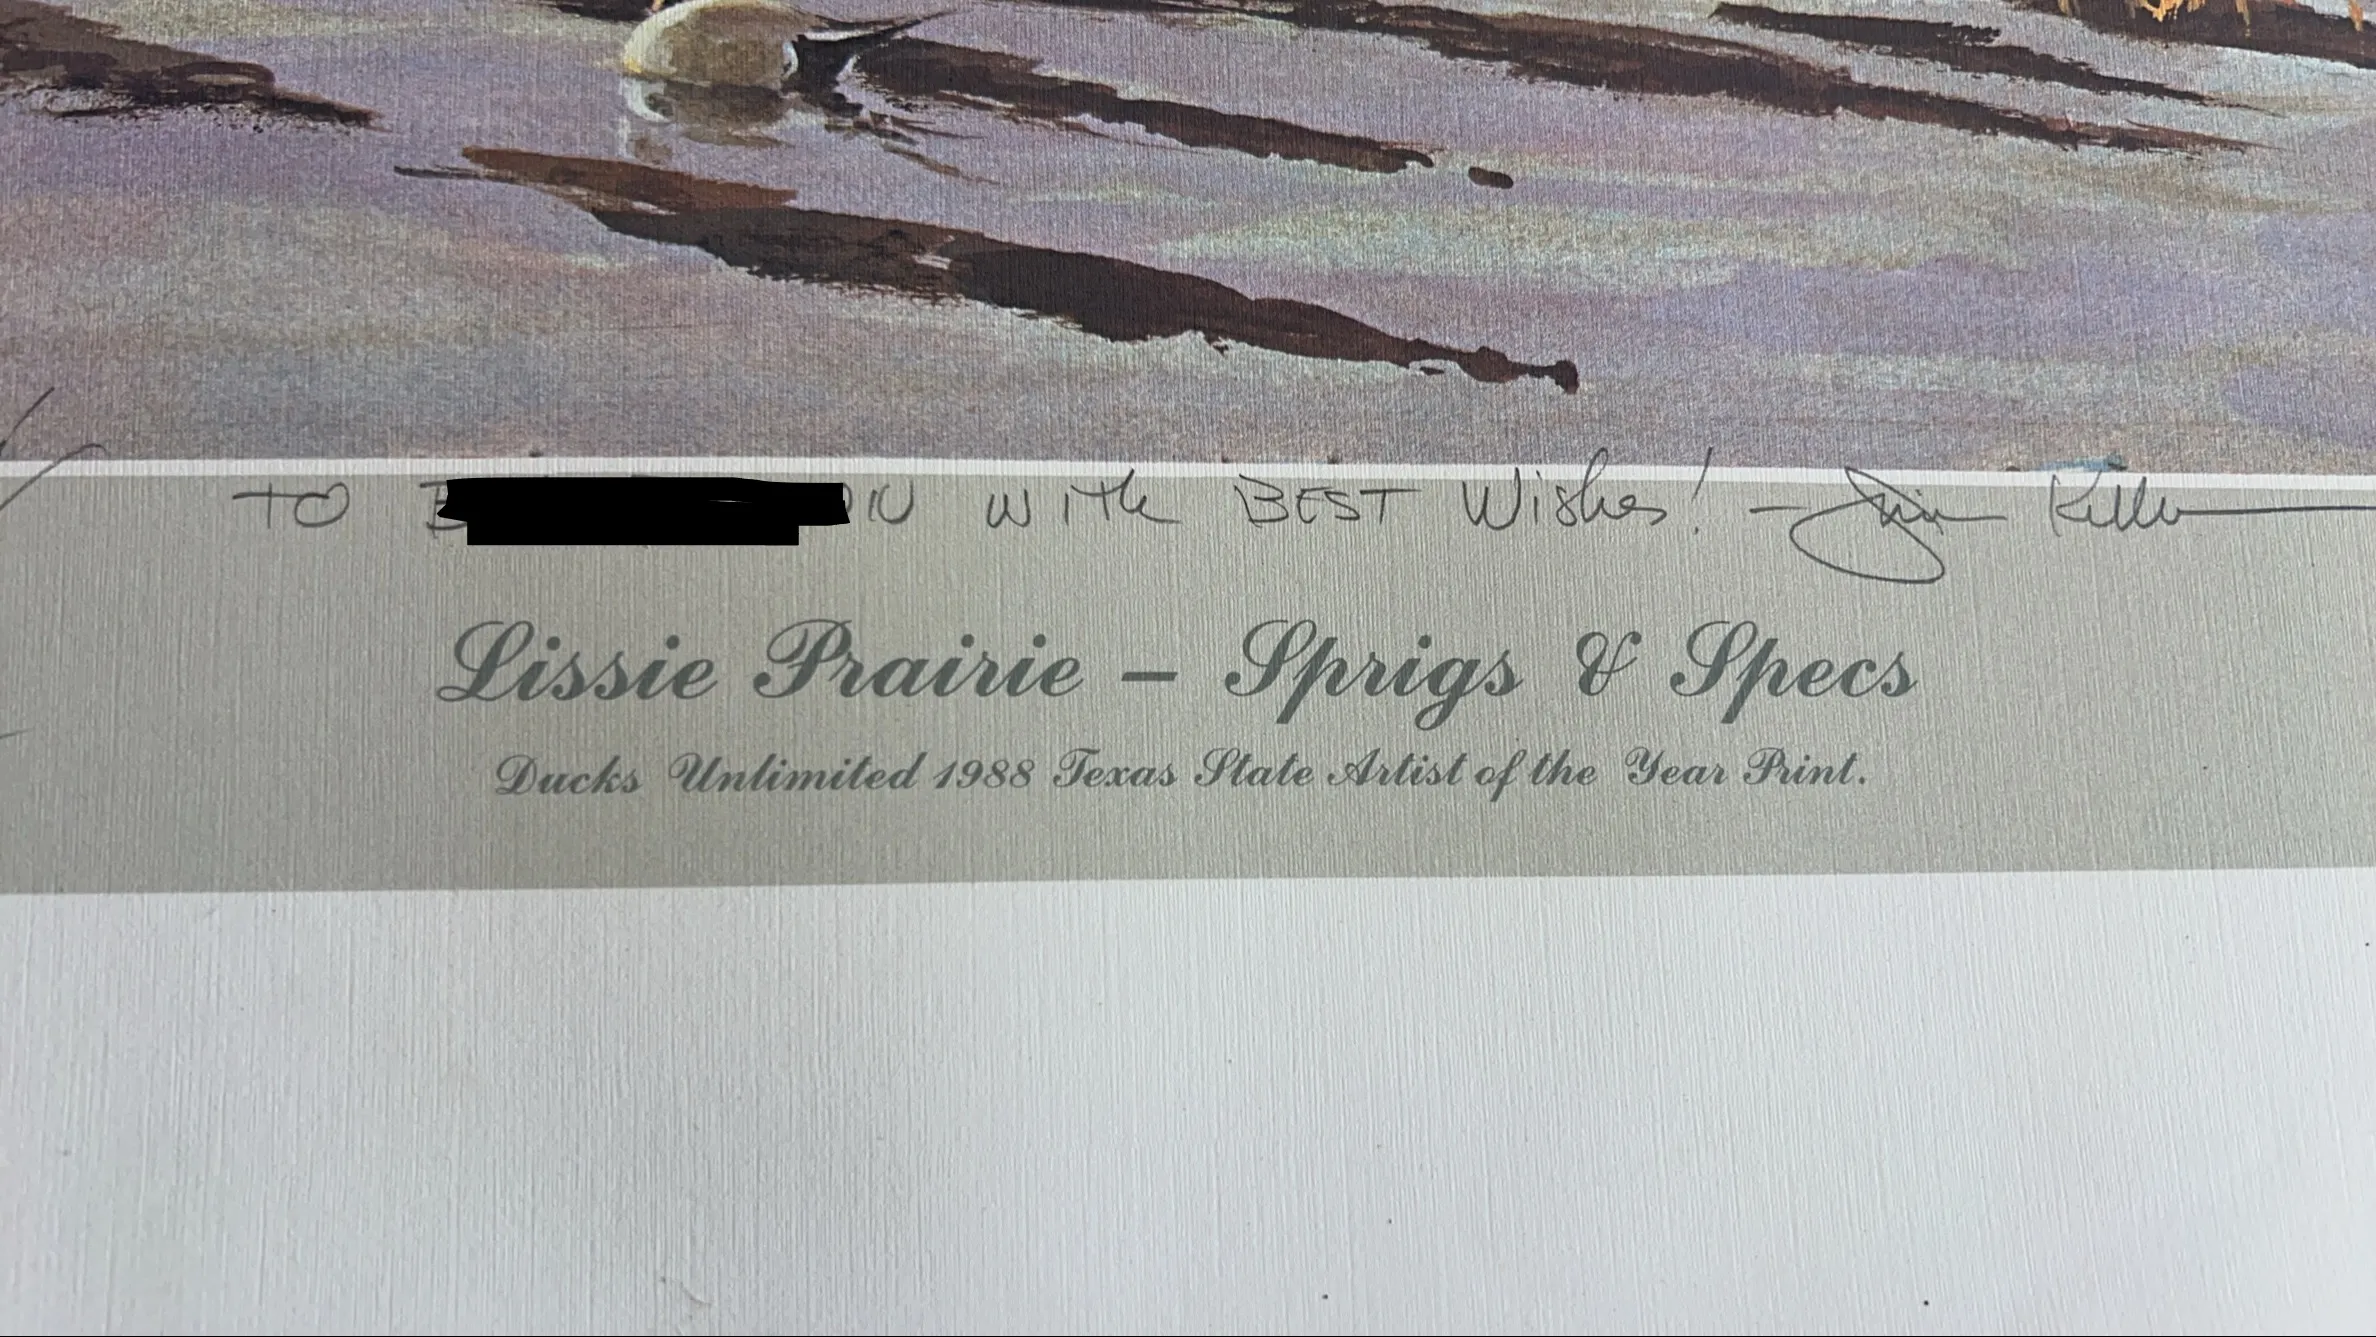 TO with BEST Wishes! – Jim Killen
Lissie Prairie – Sprigs & Specs
Ducks Unlimited 1988 Texas State Artist of the Year Print.